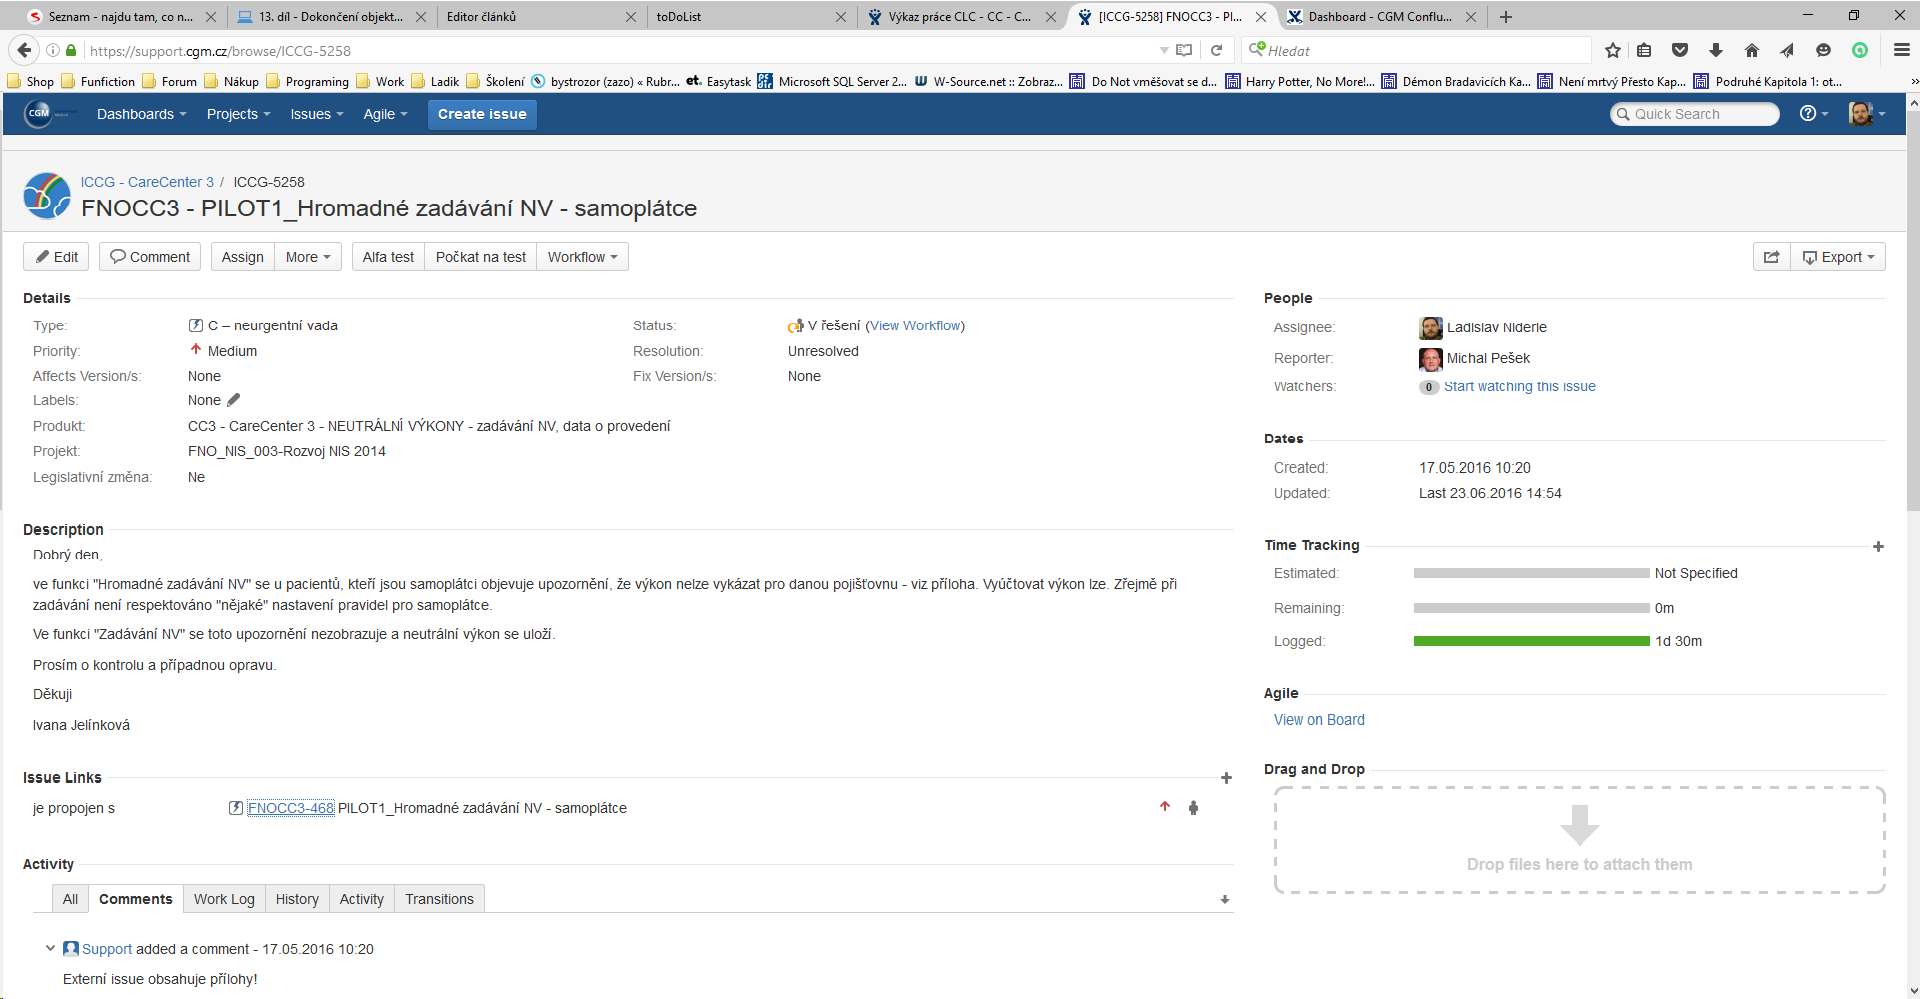 Seznam - najdu tam, co n...
13. díl - Dokončení objekt...
Editor článků
toDoList
Výkaz práce CLC - CC - C...
[ICCG-5258] FNOCC3 - PI...
Dashboard - CGM Conflu...
https://support.cgm.cz/browse/ICCG-5258
Hledat
Shop
Funfiction
Forum
Nákup
Programing
Work
Ladik
Školení
bystrozor (zazo) « Rubr...
et. Easytask
Microsoft SQL Server 2...
W-Source.net :: Zobraz...
Do Not vměšovat se d...
Harry Potter, No More!...
Démon Bradavicích Ka...
Není mrtvý Přesto Kap...
Podruhé Kapitola 1: ot...
CGM
Dashboards
Projects
Issues
Agile
Create issue
Quick Search
ICCG - CareCenter 3 / ICCG-5258
FNOCC3 - PILOT1_Hromadné zadávání NV - samoplátce
Edit
Comment
Assign
More
Alfa test
Počkat na test
Workflow
Export
Details
Type: C – neurgentní vada
Status: V řešení (View Workflow)
Priority: Medium
Resolution: Unresolved
Affects Version/s: None
Fix Version/s: None
Labels: None
Produkt: CC3 - CareCenter 3 - NEUTRÁLNÍ VÝKONY - zadávání NV, data o provedení
Projekt: FNO_NIS_003-Rozvoj NIS 2014
Legislativní změna: Ne
People
Assignee: Ladislav Niderle
Reporter: Michal Pešek
Watchers: 0 Start watching this issue
Dates
Created: 17.05.2016 10:20
Updated: Last 23.06.2016 14:54
Time Tracking
Estimated: Not Specified
Remaining: 0m
Logged: 1d 30m
Agile
View on Board
Drag and Drop
Drop files here to attach them
Description
Dobrý den,
ve funkci "Hromadné zadávání NV" se u pacientů, kteří jsou samoplátci objevuje upozornění, že výkon nelze vykázat pro danou pojišťovnu - viz příloha. Vyúčtovat výkon lze. Zřejmě při
zadávání není respektováno "nějaké" nastavení pravidel pro samoplátce.
Ve funkci "Zadávání NV" se toto upozornění nezobrazuje a neutrální výkon se uloží.
Prosím o kontrolu a případnou opravu.
Děkuji
Ivana Jelínková
Issue Links
je propojen s
FNOCC3-468 PILOT1_Hromadné zadávání NV - samoplátce
Activity
All
Comments
Work Log
History
Activity
Transitions
Support added a comment - 17.05.2016 10:20
Externí issue obsahuje přílohy!